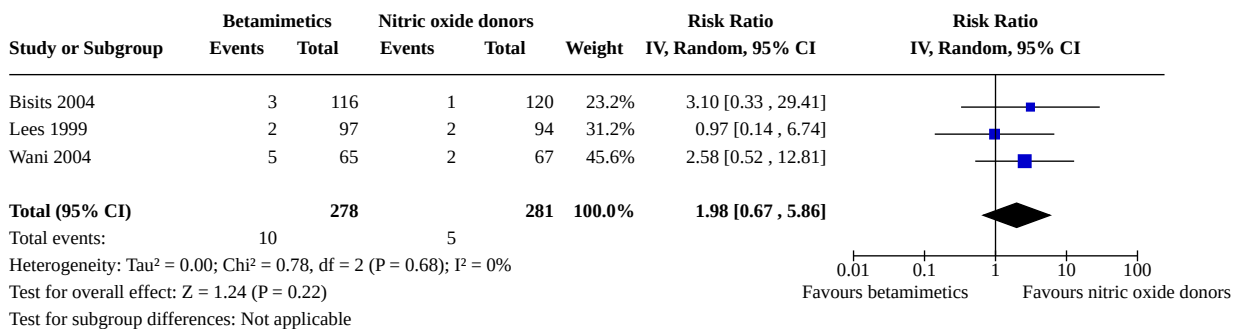 Betamimetics Nitric oxide donors Risk Ratio Risk Ratio
Study or Subgroup Events Total Events Total Weight IV, Random, 95% CI IV, Random, 95% CI
Bisits 2004 3 116 1 120 23.2% 3.10 [0.33 , 29.41]
Lees 1999 2 97 2 94 31.2% 0.97 [0.14 , 6.74]
Wani 2004 5 65 2 67 45.6% 2.58 [0.52 , 12.81]
Total (95% CI) 278 281 100.0% 1.98 [0.67 , 5.86]
Total events: 10 5
Heterogeneity: Tau² = 0.00; Chi² = 0.78, df = 2 (P = 0.68); I² = 0% 0.01 0.1 1 10 100
Test for overall effect: Z = 1.24 (P = 0.22) Favours betamimetics Favours nitric oxide donors
Test for subgroup differences: Not applicable